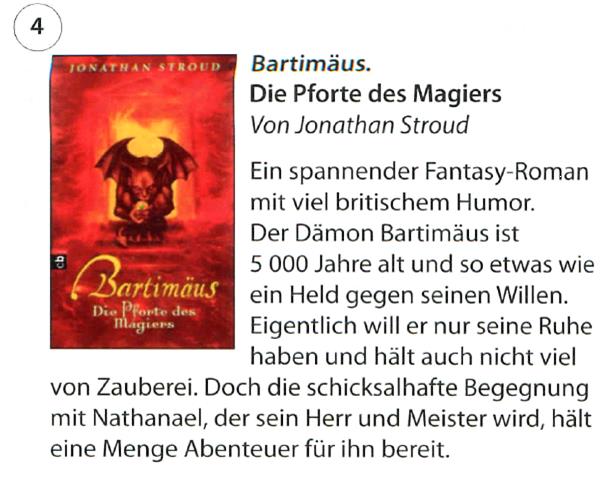 4
JONATHAN STROUD
cb
Bartimäus
Die Pforte des
Magiers
Bartimäus.
Die Pforte des Magiers
Von Jonathan Stroud
Ein spannender Fantasy-Roman
mit viel britischem Humor.
Der Dämon Bartimäus ist
5 000 Jahre alt und so etwas wie
ein Held gegen seinen Willen.
Eigentlich will er nur seine Ruhe
haben und hält auch nicht viel
von Zauberei. Doch die schicksalhafte Begegnung
mit Nathanael, der sein Herr und Meister wird, hält
eine Menge Abenteuer für ihn bereit.